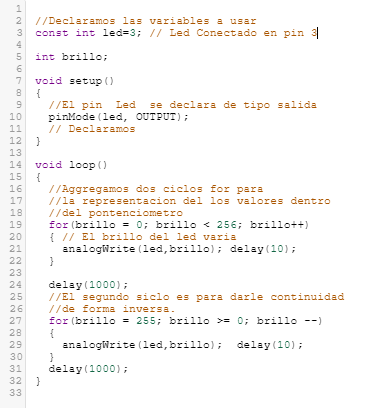 1
2 //Declaramos las variables a usar
3 const int led=3; // Led Conectado en pin 3
4
5 int brillo;
6
7 void setup()
8 {
9 //El pin Led se declara de tipo salida
10 pinMode(led, OUTPUT);
11 // Declaramos
12 }
13
14 void loop()
15 {
16 //Aggregamos dos ciclos for para
17 //la representacion del los valores dentro
18 //del pontenciometro
19 for(brillo = 0; brillo < 256; brillo++)
20 { // El brillo del led varia
21 analogWrite(led,brillo); delay(10);
22 }
23
24 delay(1000);
25 //El segundo siclo es para darle continuidad
26 //de forma inversa.
27 for(brillo = 255; brillo >= 0; brillo --)
28 {
29 analogWrite(led,brillo); delay(10);
30 }
31 delay(1000);
32 }
33